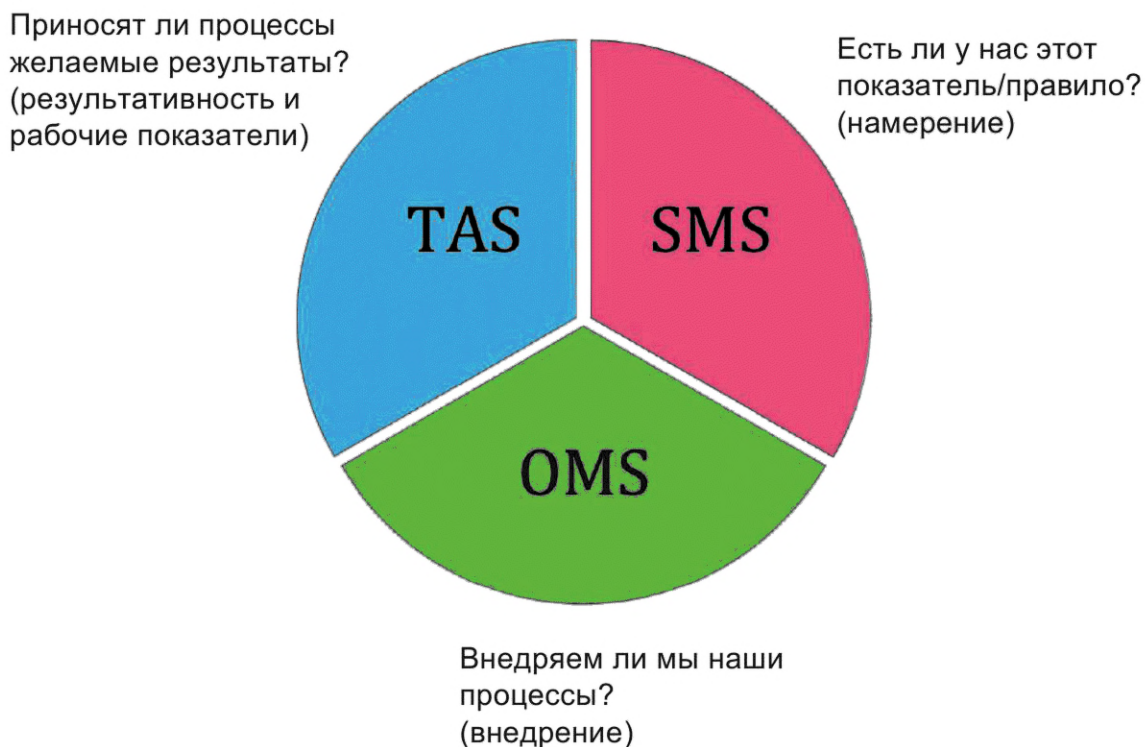 Приносят ли процессы
желаемые результаты?
(результативность и
рабочие показатели)
Есть ли у нас этот
показатель/правило?
(намерение)
TAS
SMS
OMS
Внедряем ли мы наши
процессы?
(внедрение)